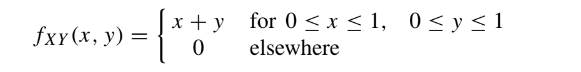 f_{XY}(x, y) = { x + y for 0 ≤ x ≤ 1, 0 ≤ y ≤ 1
0 elsewhere